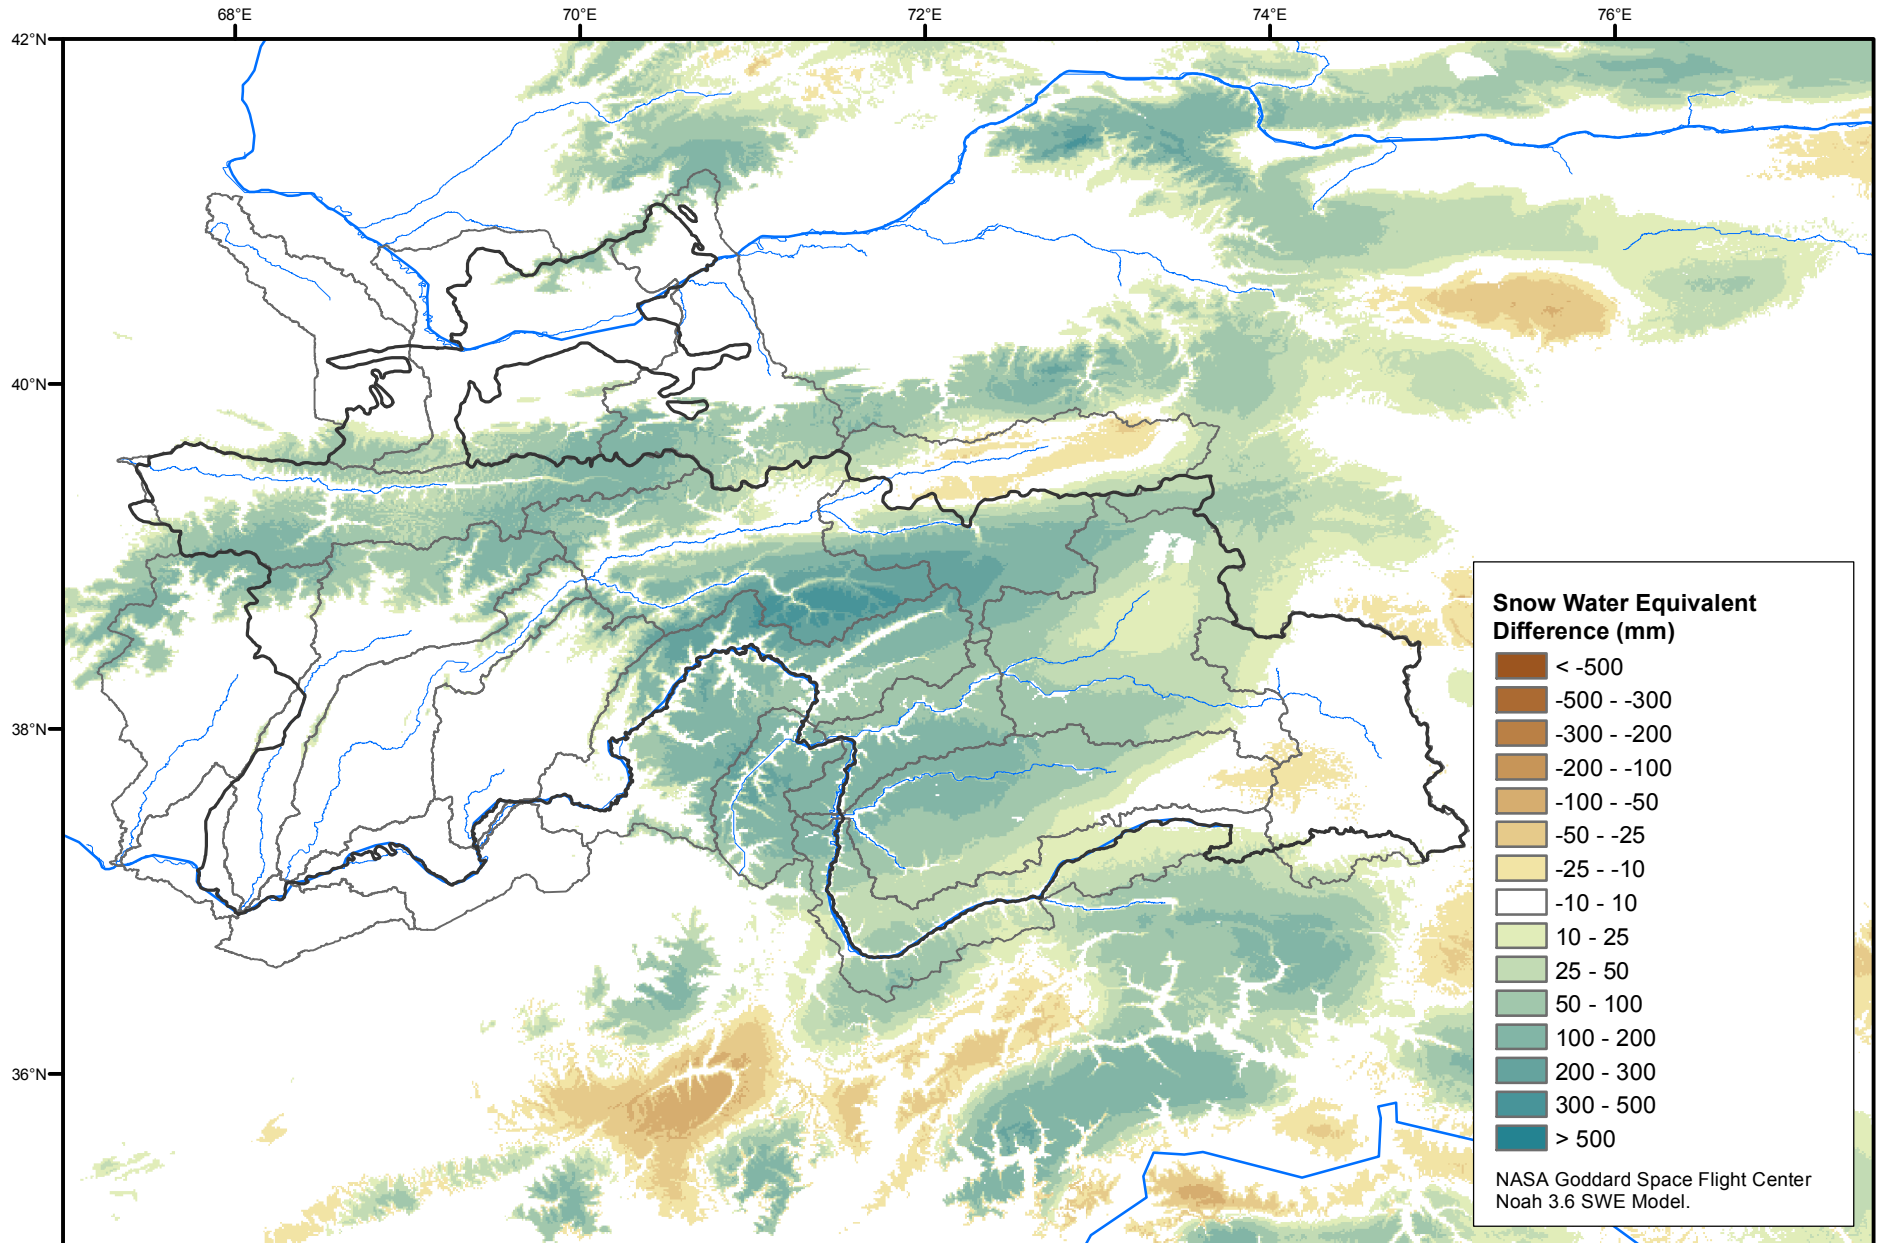 68°E 70°E 72°E 74°E 76°E
42°N
40°N
38°N
36°N
Snow Water Equivalent
Difference (mm)
< -500
-500 - -300
-300 - -200
-200 - -100
-100 - -50
-50 - -25
-25 - -10
-10 - 10
10 - 25
25 - 50
50 - 100
100 - 200
200 - 300
300 - 500
> 500
NASA Goddard Space Flight Center
Noah 3.6 SWE Model.